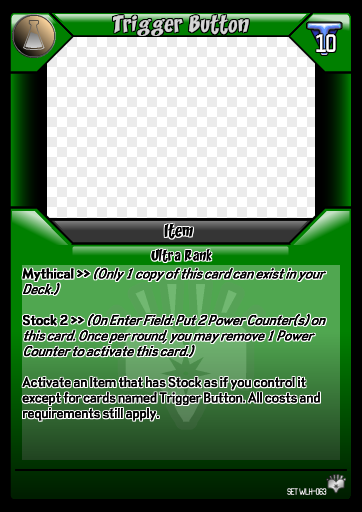 Trigger Button
10
Item
Ultra Rank
Mythical >> (Only 1 copy of this card can exist in your
Deck.)
Stock 2 >> (On Enter Field: Put 2 Power Counter(s) on
this card. Once per round, you may remove 1 Power
Counter to activate this card.)
Activate an Item that has Stock as if you control it
except for cards named Trigger Button. All costs and
requirements still apply.
SET WLH-063